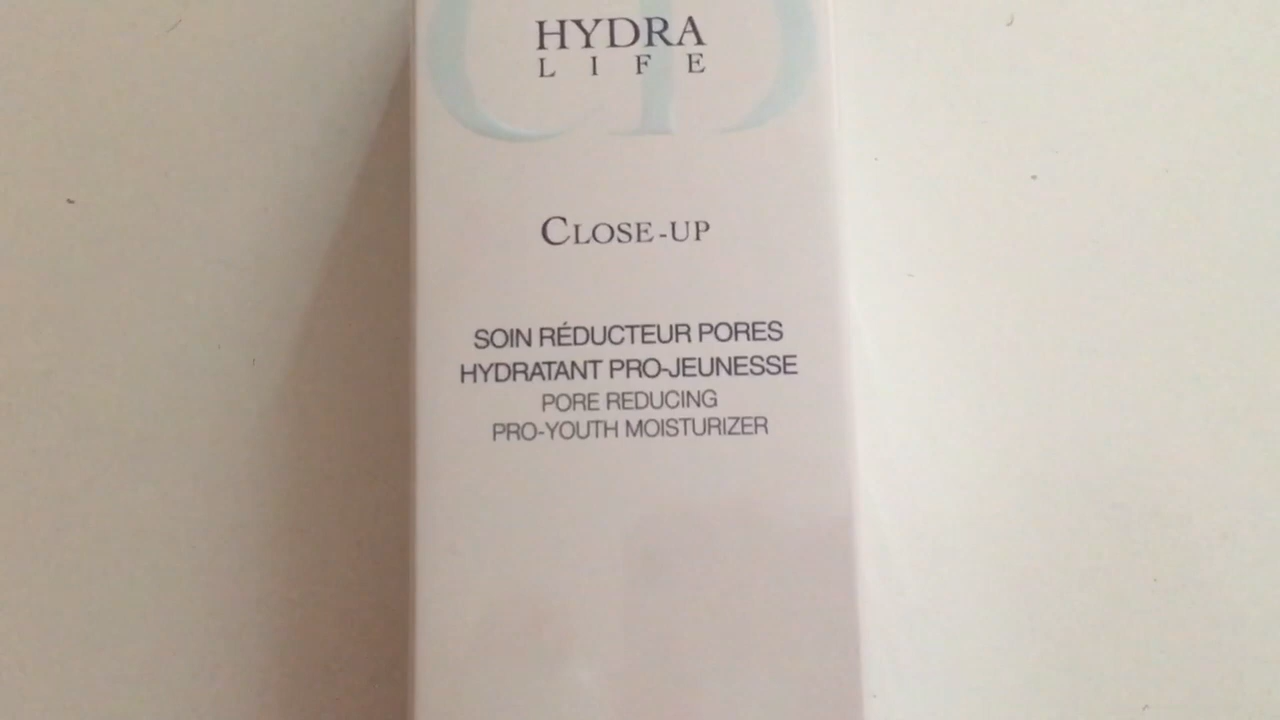 HYDRA
LIFE
CLOSE-UP
SOIN RÉDUCTEUR PORES
HYDRATANT PRO-JEUNESSE
PORE REDUCING
PRO-YOUTH MOISTURIZER